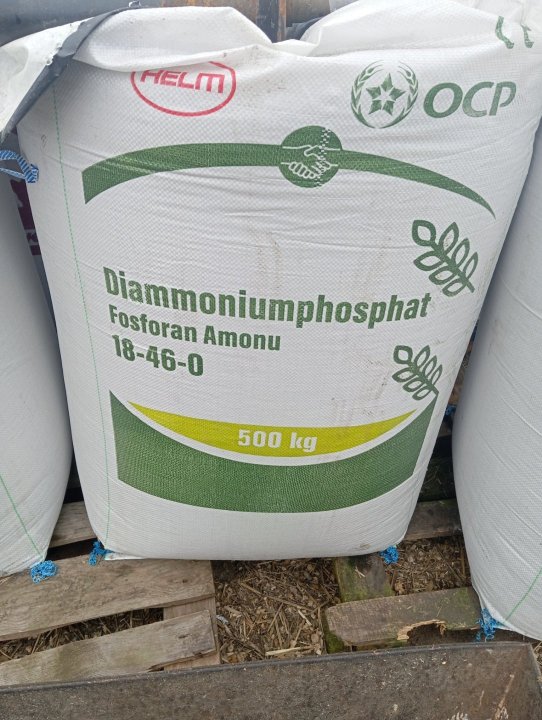 HELM
OCP
Diammoniumphosphat
Fosforan Amonu
18-46-0
500 kg